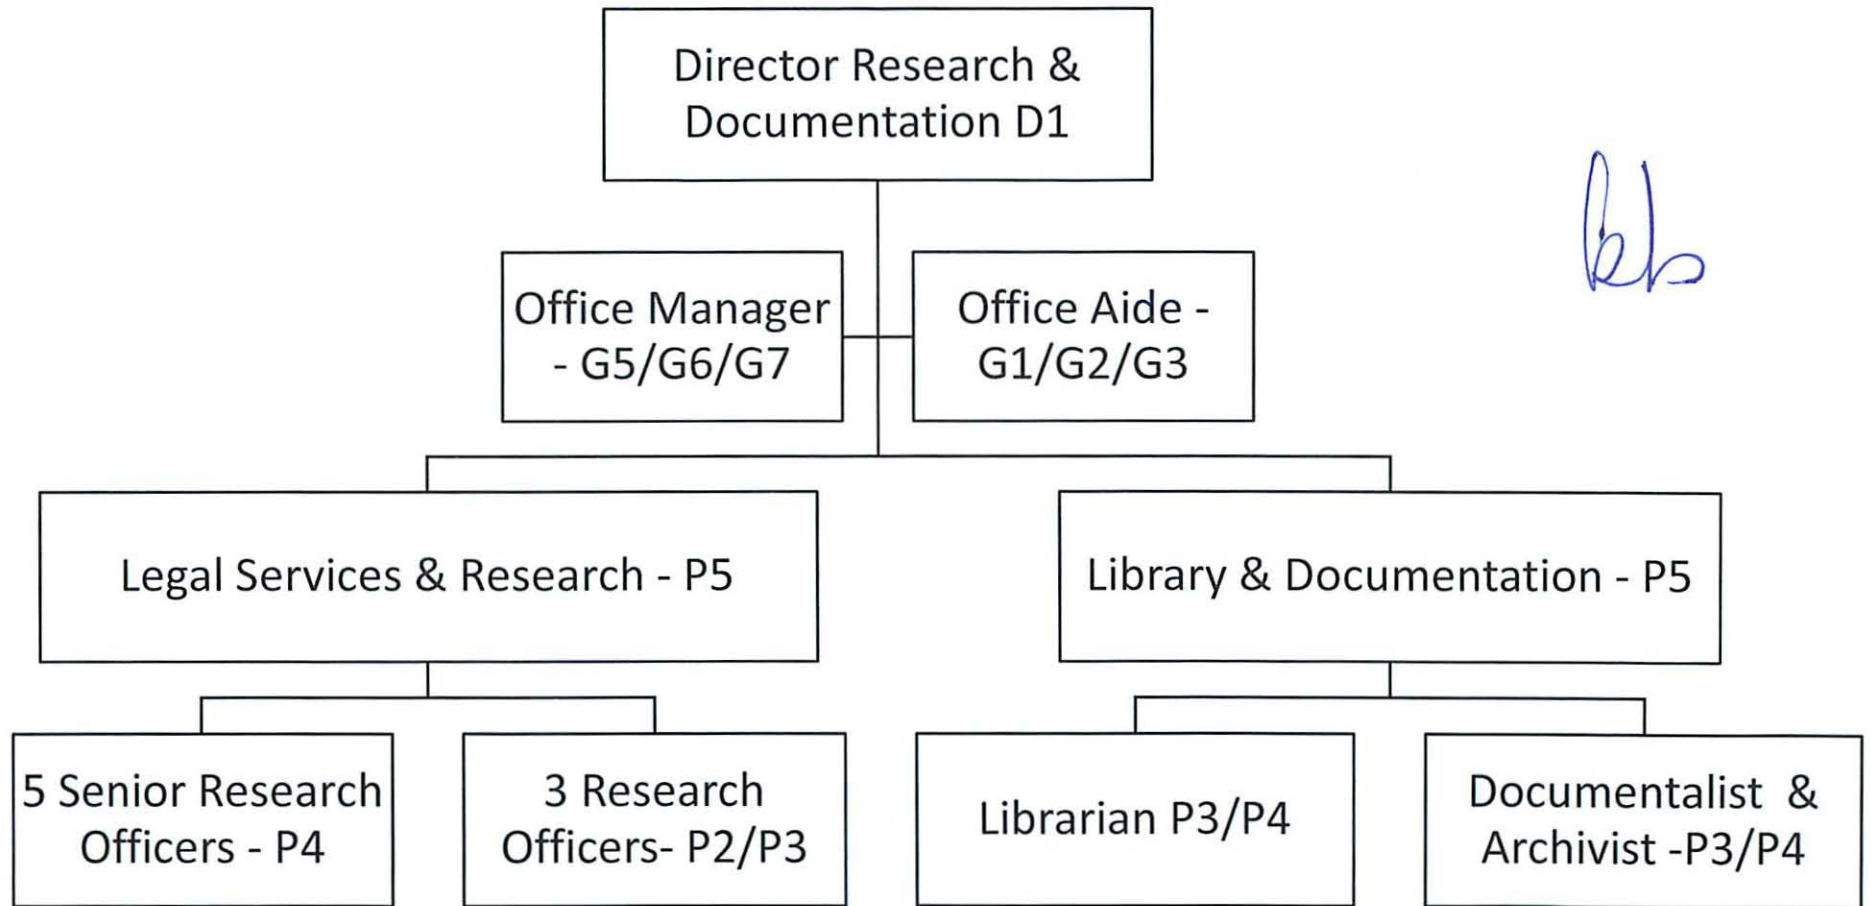 Director Research &
Documentation D1
Office Manager
- G5/G6/G7
Office Aide -
G1/G2/G3
Legal Services & Research - P5
Library & Documentation - P5
5 Senior Research
Officers - P4
3 Research
Officers- P2/P3
Librarian P3/P4
Documentalist &
Archivist -P3/P4